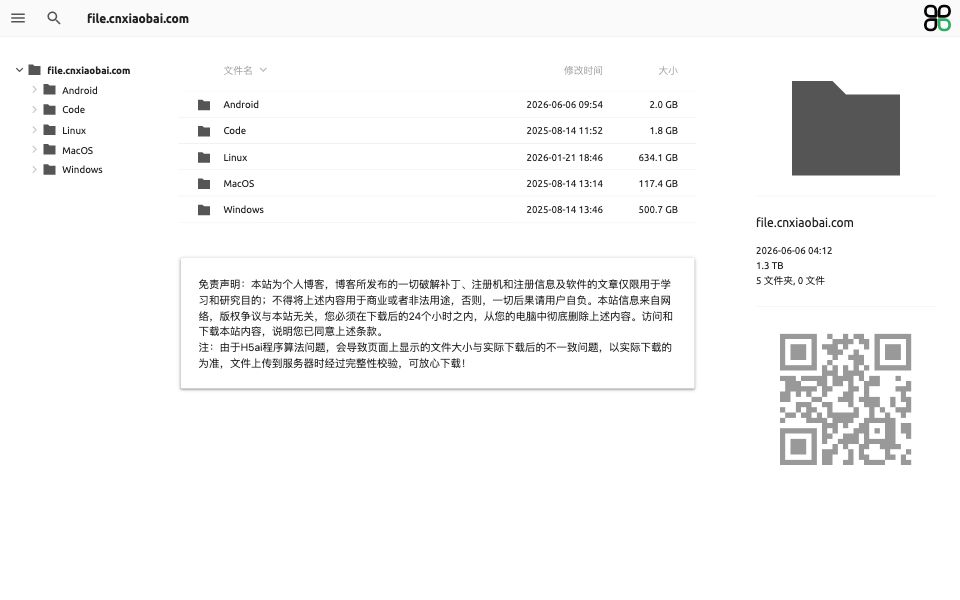 file.cnxiaobai.com
file.cnxiaobai.com
Android
Code
Linux
MacOS
Windows
文件名 修改时间 大小
Android 2026-06-06 09:54 2.0 GB
Code 2025-08-14 11:52 1.8 GB
Linux 2026-01-21 18:46 634.1 GB
MacOS 2025-08-14 13:14 117.4 GB
Windows 2025-08-14 13:46 500.7 GB
免责声明：本站为个人博客，博客所发布的一切破解补丁、注册机和注册信息及软件的文章仅限用于学
习和研究目的；不得将上述内容用于商业或者非法用途，否则，一切后果请用户自负。本站信息来自网
络，版权争议与本站无关，您必须在下载后的24个小时之内，从您的电脑中彻底删除上述内容。访问和
下载本站内容，说明您已同意上述条款。
注：由于H5ai程序算法问题，会导致页面上显示的文件大小与实际下载后的不一致问题，以实际下载的
为准，文件上传到服务器时经过完整性校验，可放心下载！
file.cnxiaobai.com
2026-06-06 04:12
1.3 TB
5 文件夹, 0 文件